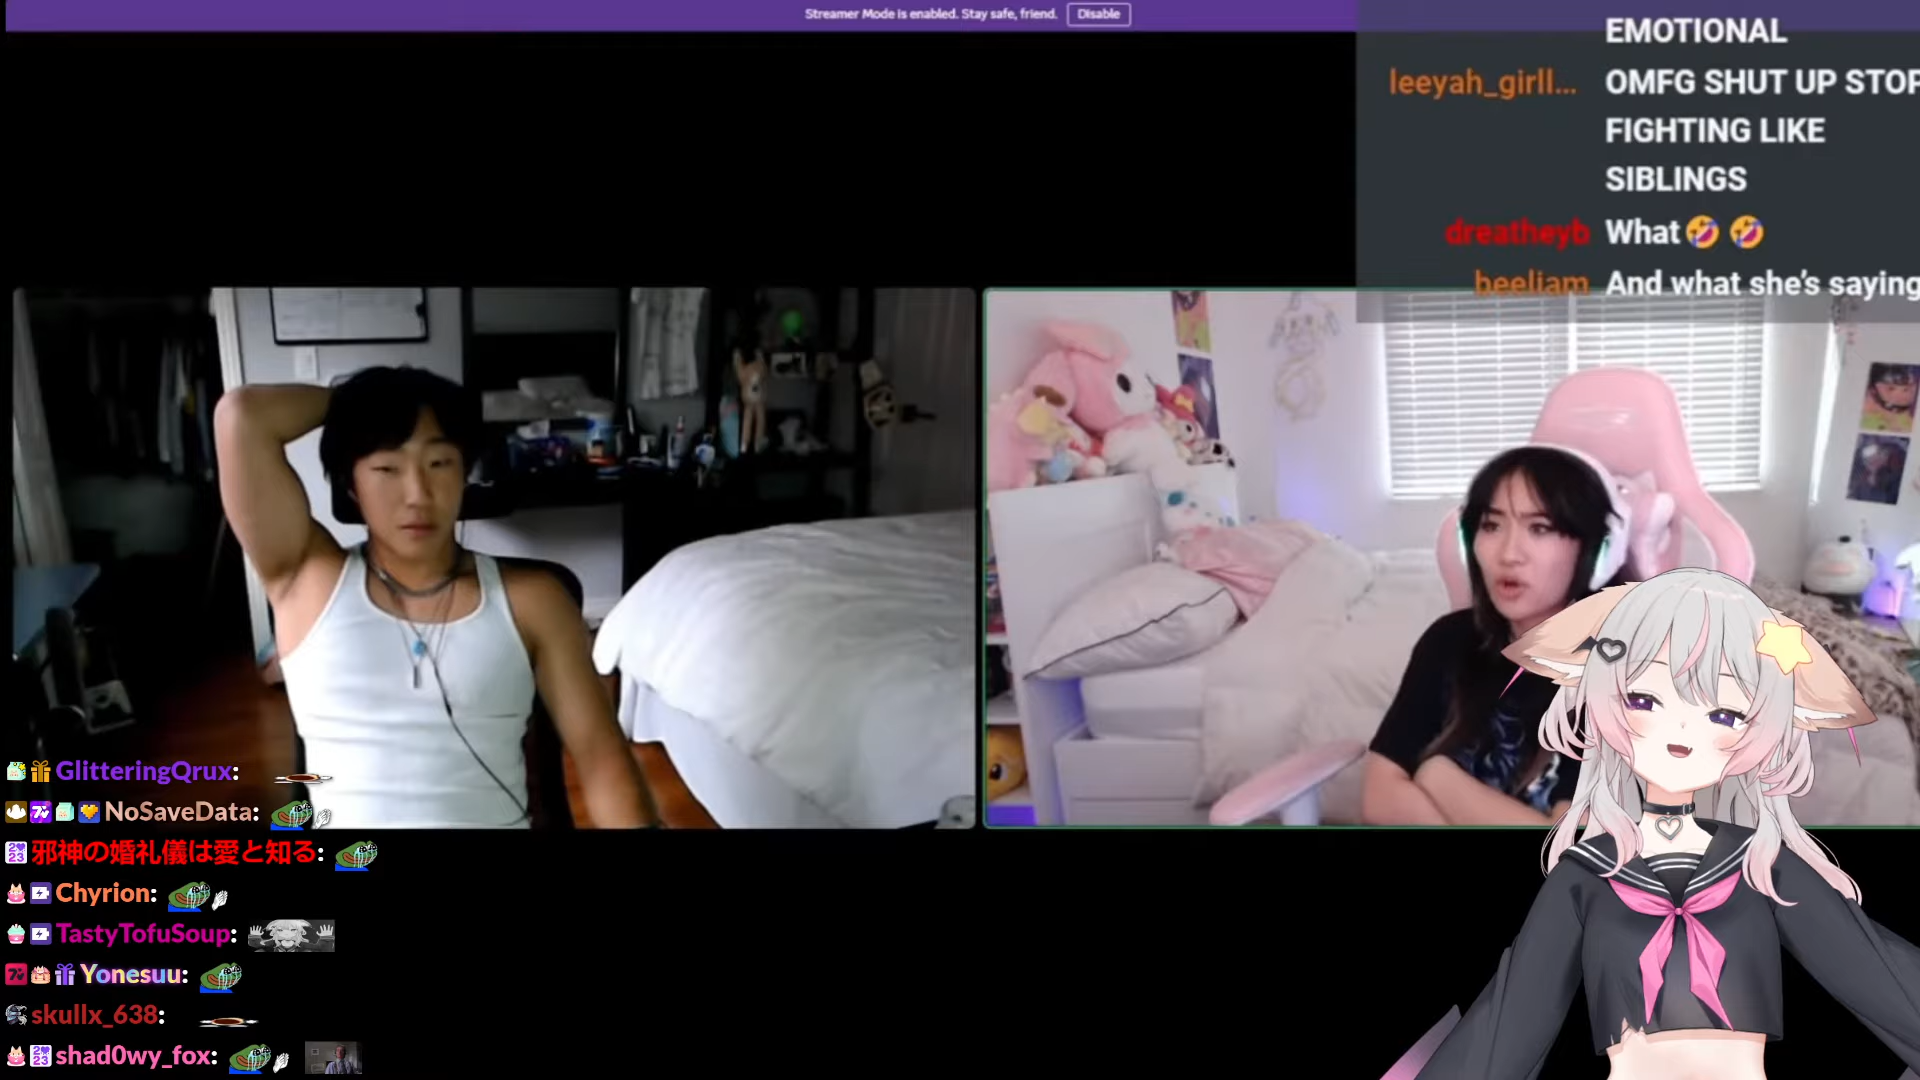 Streamer Mode is enabled. Stay safe, friend. Disable
EMOTIONAL
leeyah_girll... OMFG SHUT UP STOP
FIGHTING LIKE
SIBLINGS
dreatheyb What🤣 🤣
beeliam And what she's saying
GlitteringQrux:
NoSaveData:
邪神の婚礼儀は愛と知る:
Chyrion:
TastyTofuSoup:
Yonesuu:
skullx_638:
shad0wy_fox: